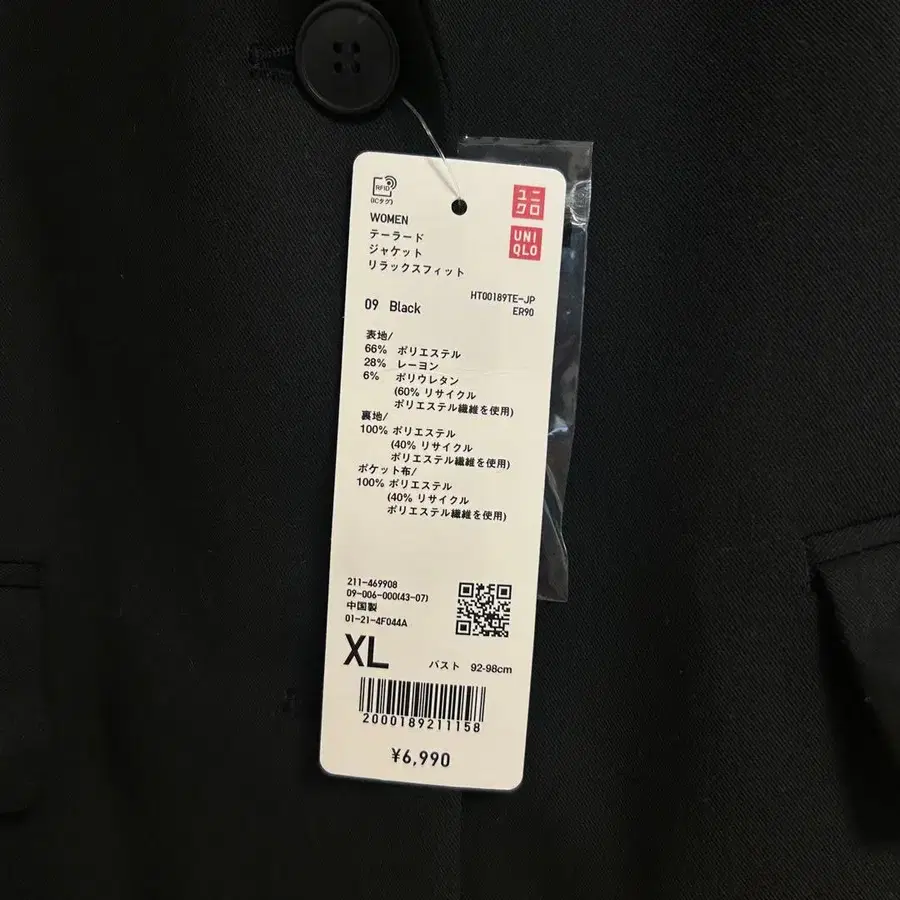 RFID
(ICタグ)
ユニ
クロ
UNI
QLO
WOMEN
テーラード
ジャケット
リラックスフィット
HT00189TE-JP
09 Black
ER90
表地/
66% ポリエステル
28% レーヨン
6% ポリウレタン
(60% リサイクル
ポリエステル繊維を使用)
裏地/
100% ポリエステル
(40% リサイクル
ポリエステル繊維を使用)
ポケット布/
100% ポリエステル
(40% リサイクル
ポリエステル繊維を使用)
211-469908
09-006-000(43-07)
中国製
01-21-4F044A
XL バスト 92-98cm
2000189211158
¥6,990